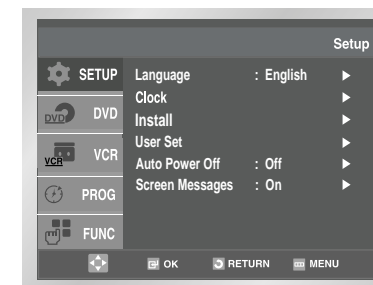 Setup
SETUP
DVD DVD
VCR VCR
PROG
FUNC
Language : English
Clock
Install
User Set
Auto Power Off : Off
Screen Messages : On
OK RETURN MENU